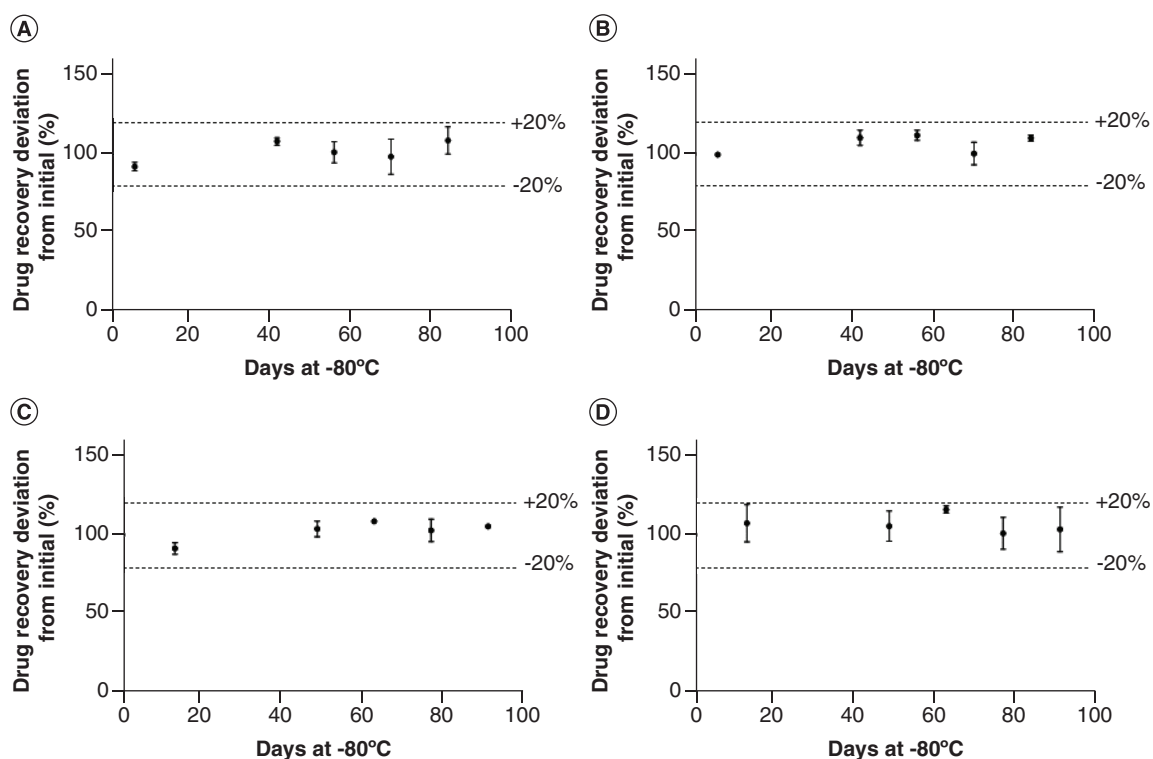 A
Drug recovery deviation
from initial (%)
150
100
50
0
+20%
-20%
0 20 40 60 80 100
Days at -80ºC
B
Drug recovery deviation
from initial (%)
150
100
50
0
+20%
-20%
0 20 40 60 80 100
Days at -80ºC
C
Drug recovery deviation
from initial (%)
150
100
50
0
+20%
-20%
0 20 40 60 80 100
Days at -80ºC
D
Drug recovery deviation
from initial (%)
150
100
50
0
+20%
-20%
0 20 40 60 80 100
Days at -80ºC